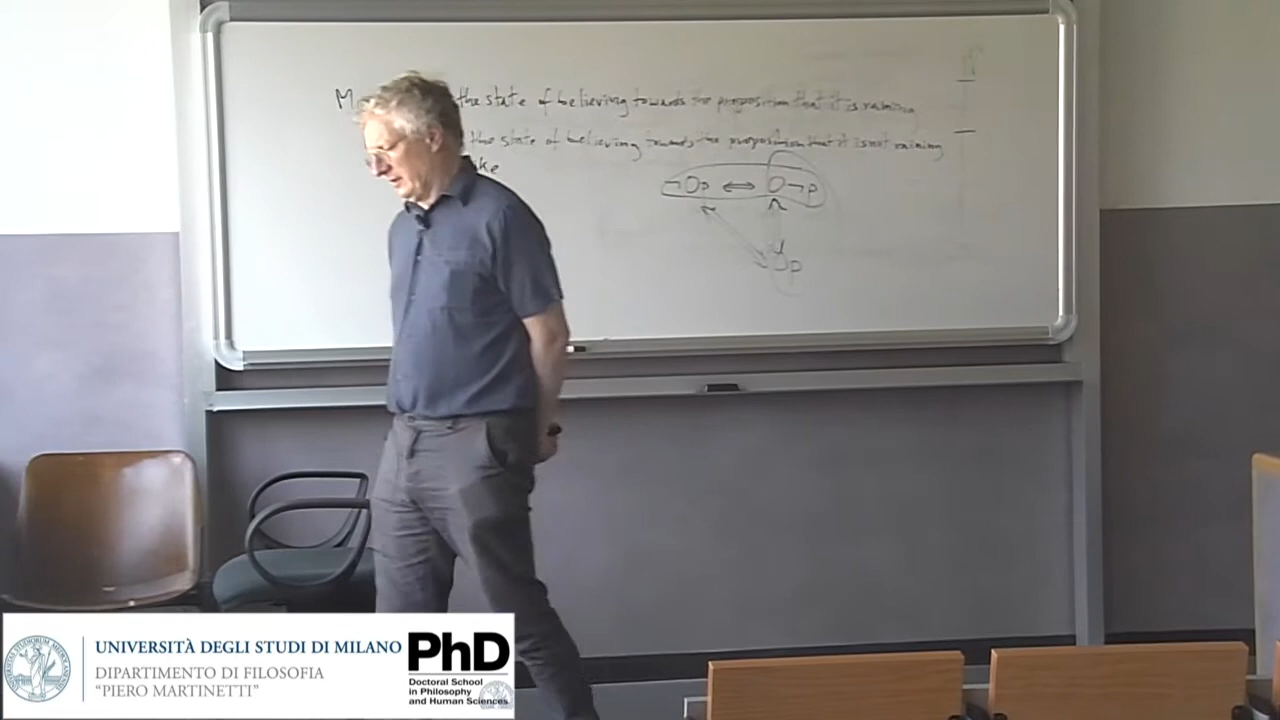 M the state of believing towards the proposition that it is raining
the state of believing towards the proposition that it is not raining
ke
¬Op ⟷ O¬p
p
UNIVERSITÀ DEGLI STUDI DI MILANO
DIPARTIMENTO DI FILOSOFIA
“PIERO MARTINETTI”
PhD
Doctoral School
in Philosophy
and Human Sciences